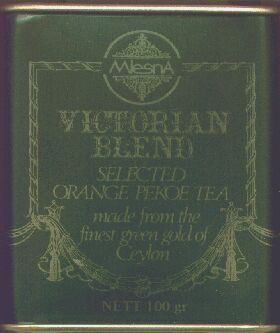 MlesnA
VICTORIAN
BLEND
SELECTED
ORANGE PEKOE TEA
made from the
finest green gold of
Ceylon
NETT 100 gr